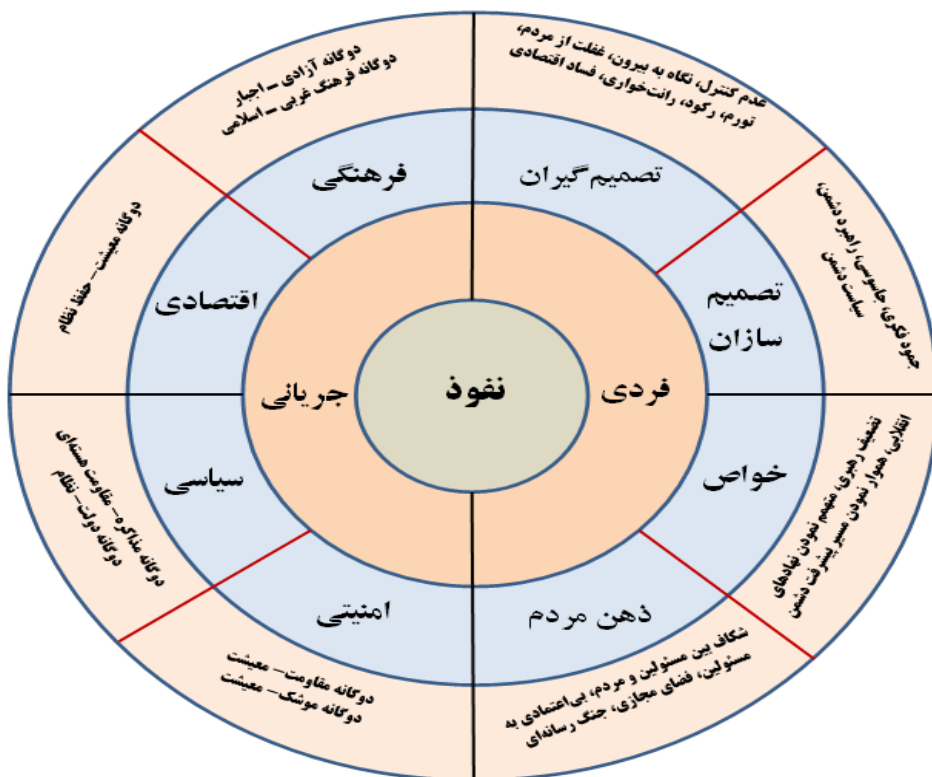 نفوذ
فردی
جریانی
تصمیم‌گیران
عدم کنترل، نگاه به بیرون، غفلت از مردم،
تورم، رکود، رانت‌خواری، فساد اقتصادی
تصمیم
سازان
جمود فکری، جاسوسی، راهبرد دشمن،
سیاست دشمن
خواص
تضعیف رهبری، متهمم نمودن نهادهای
انقلابی، هموار نمودن مسیر پیشرفت دشمن
ذهن مردم
شکاف بین مسئولین و مردم، بی‌اعتمادی به
مسئولین، فضای مجازی، جنگ رسانه‌ای
امنیتی
دوگانه مقاومت – معیشت
دوگانه موشک – معیشت
سیاسی
دوگانه مذاکره – مقاومت هسته‌ای
دوگانه دولت – نظام
اقتصادی
دوگانه معیشت – حفظ نظام
فرهنگی
دوگانه آزادی – اجبار
دوگانه فرهنگ غربی – اسلامی